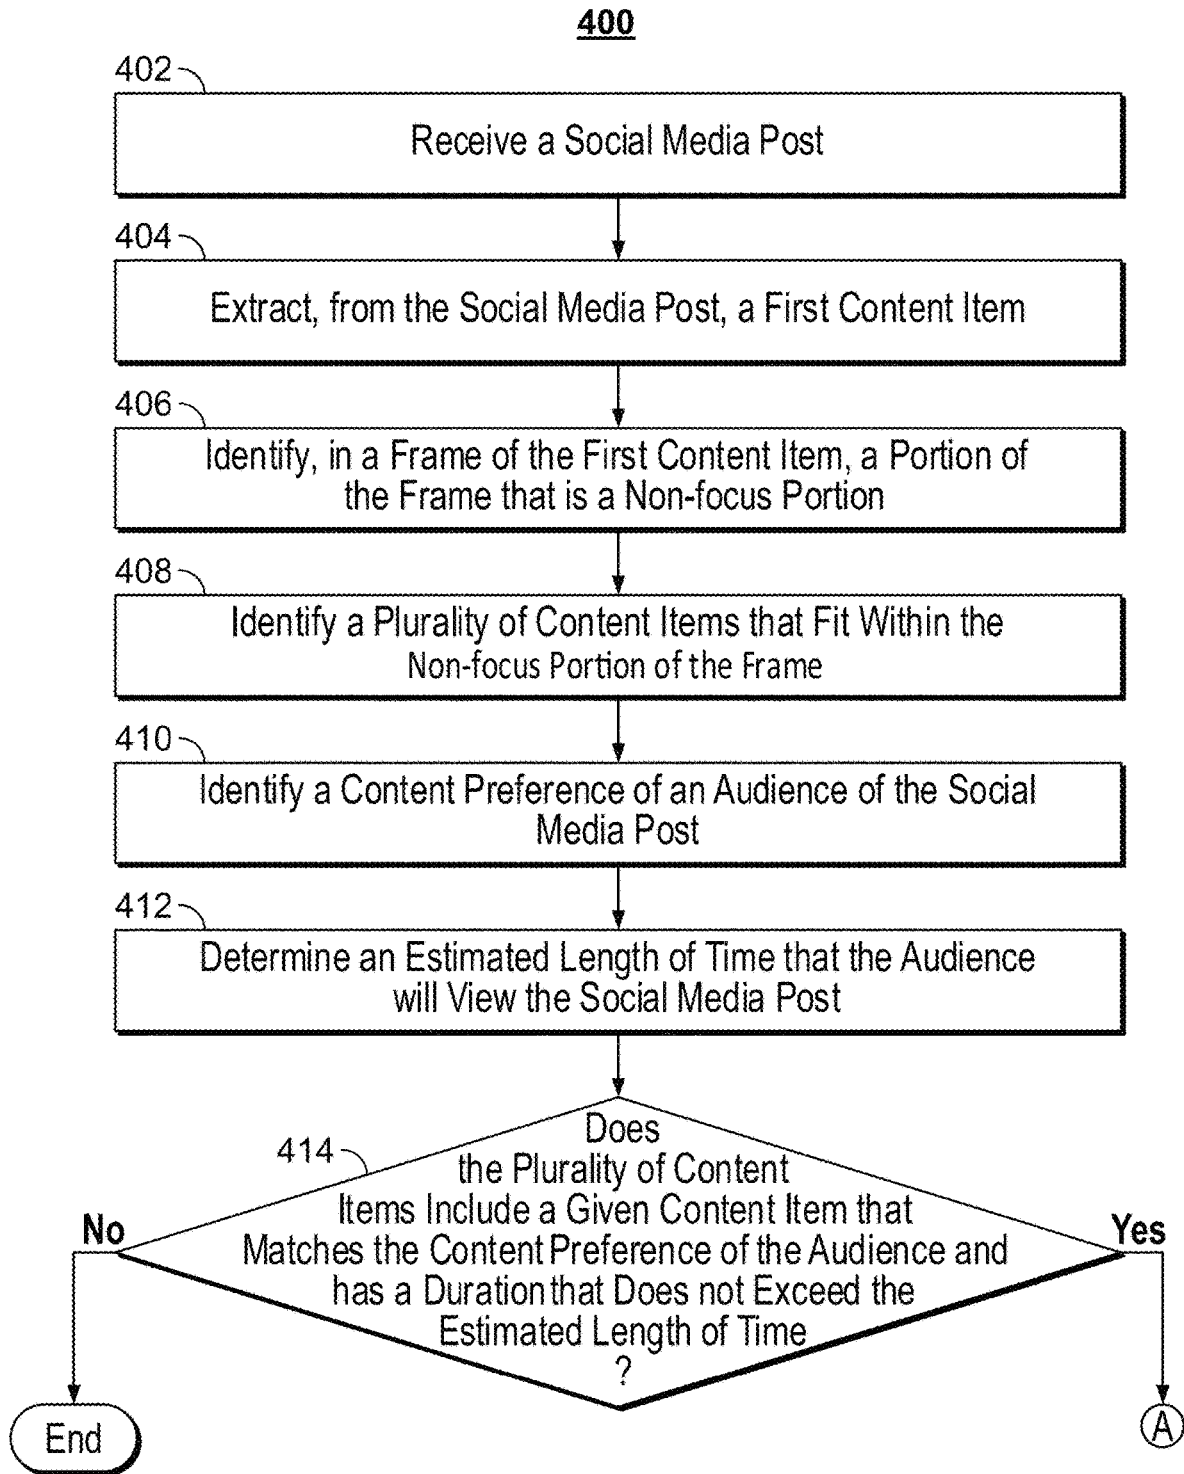 400
402
Receive a Social Media Post
404
Extract, from the Social Media Post, a First Content Item
406
Identify, in a Frame of the First Content Item, a Portion of
the Frame that is a Non-focus Portion
408
Identify a Plurality of Content Items that Fit Within the
Non-focus Portion of the Frame
410
Identify a Content Preference of an Audience of the Social
Media Post
412
Determine an Estimated Length of Time that the Audience
will View the Social Media Post
414
Does
the Plurality of Content
Items Include a Given Content Item that
Matches the Content Preference of the Audience and
has a Duration that Does not Exceed the
Estimated Length of Time
?
No
Yes
End
A